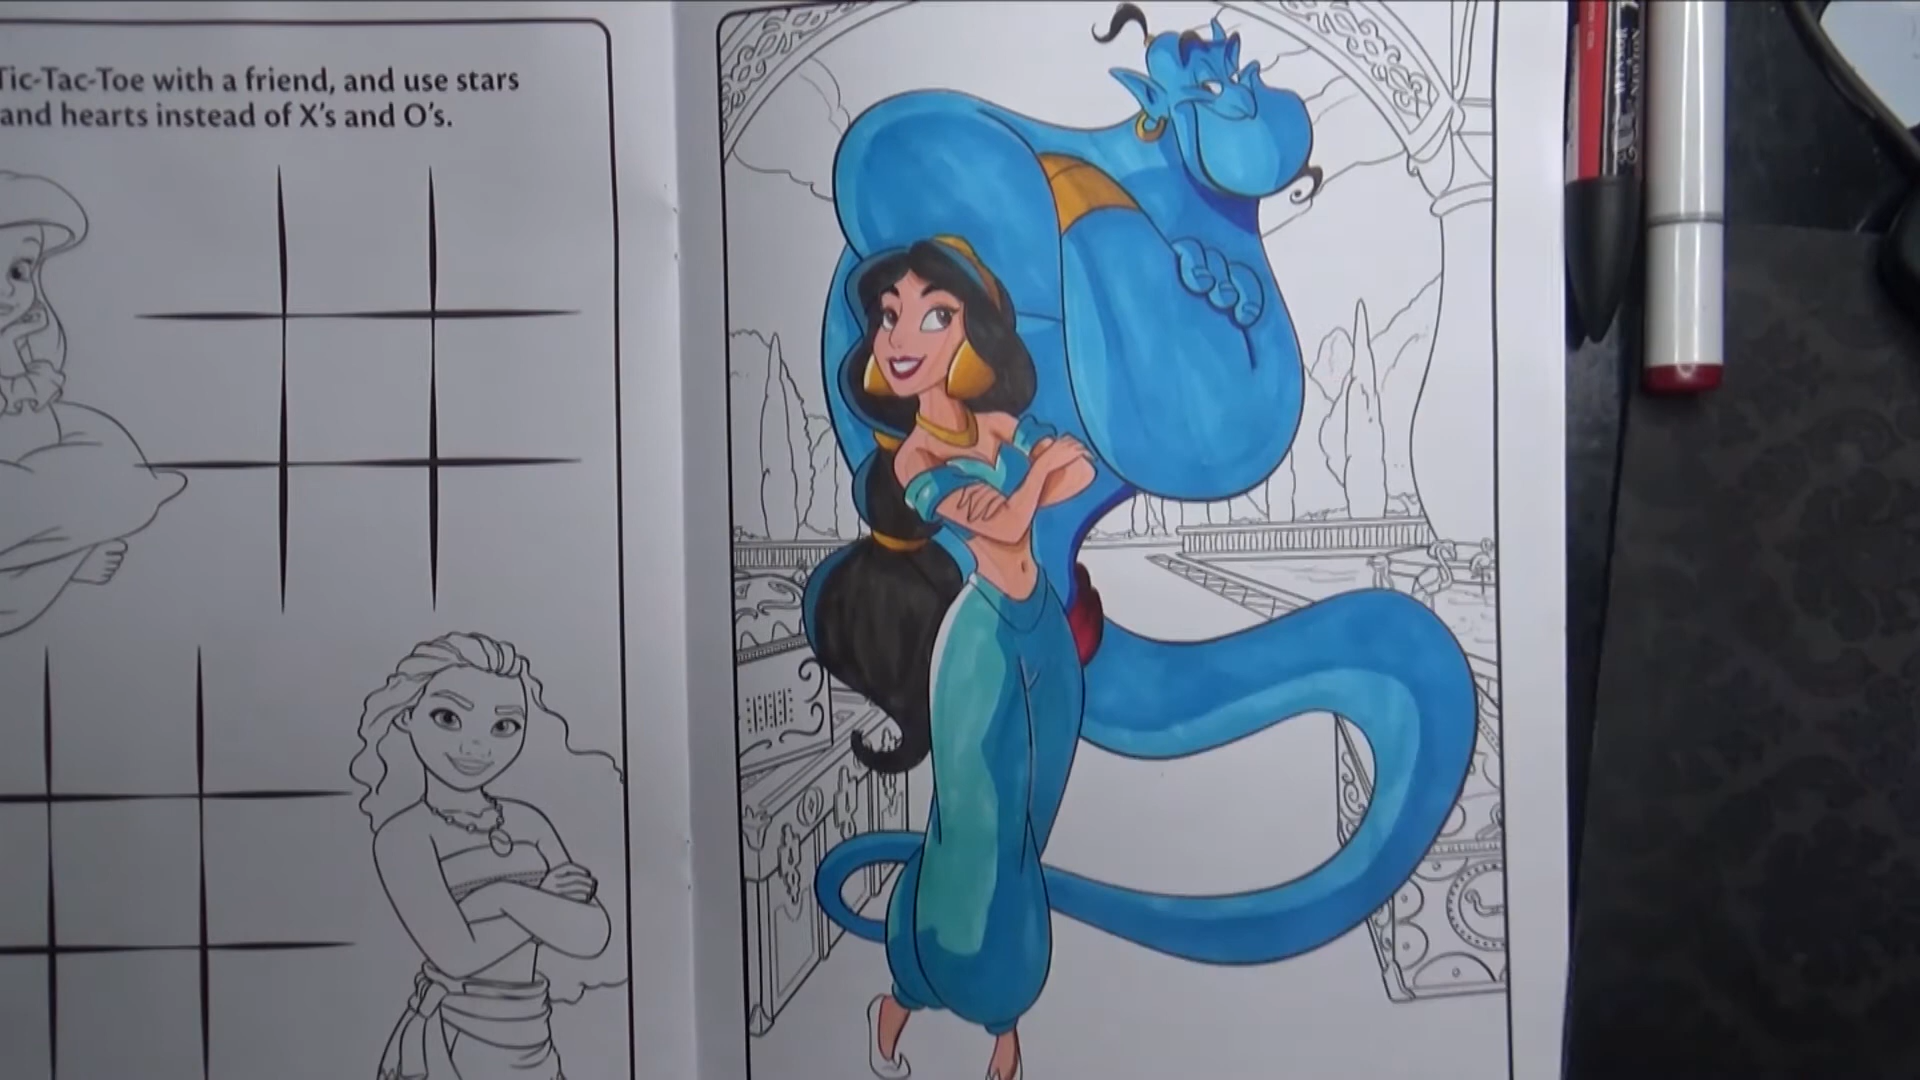 Tic-Tac-Toe with a friend, and use stars
and hearts instead of X's and O's.